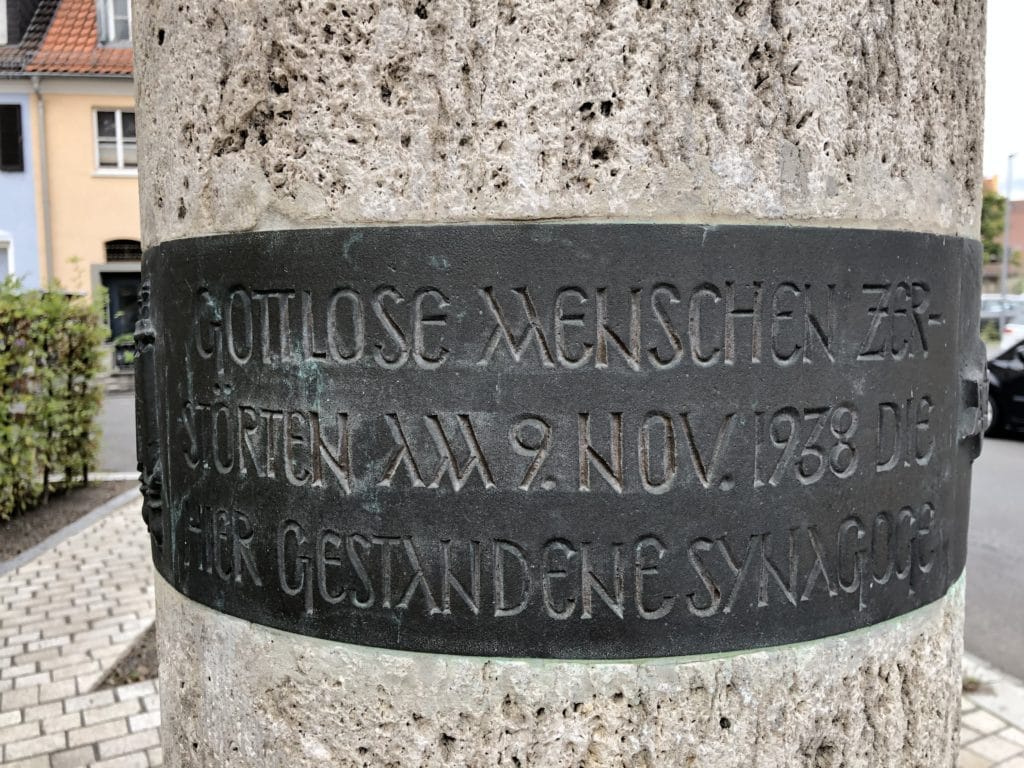 GOTTLOSE MENSCHEN ZER-
STÖRTEN AM 9. NOV. 1938 DIE
HIER GESTANDENE SYNAGOGE